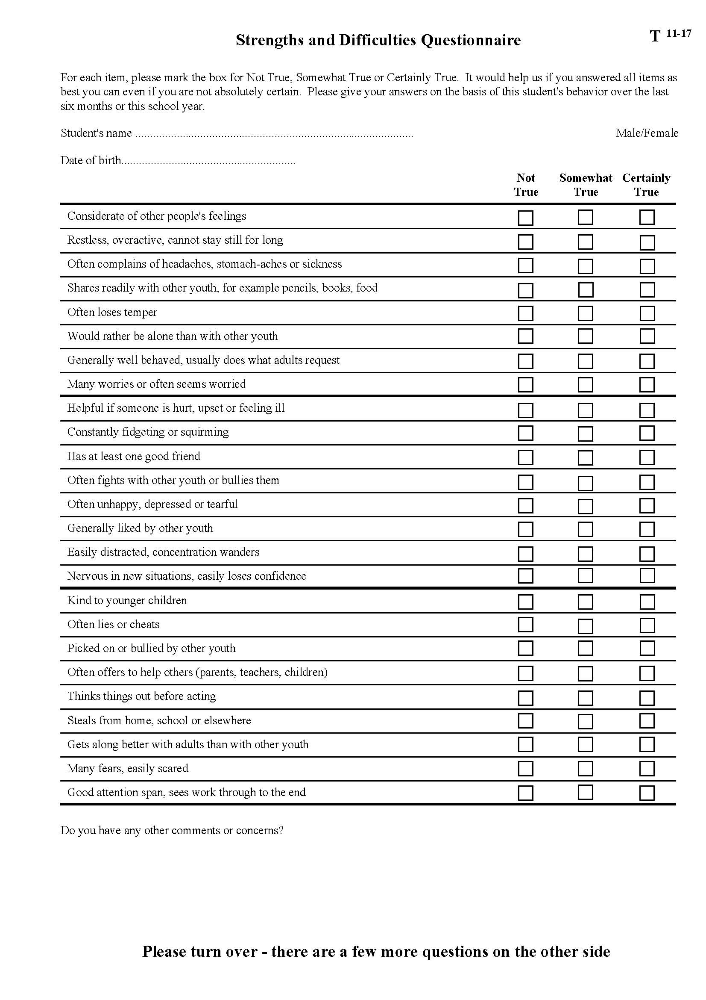 Strengths and Difficulties Questionnaire
T 11-17
For each item, please mark the box for Not True, Somewhat True or Certainly True.  It would help us if you answered all items as
best you can even if you are not absolutely certain.  Please give your answers on the basis of this student's behavior over the last
six months or this school year.
Student's name ..............................................................................................
Male/Female
Date of birth...........................................................
Not True
Somewhat True
Certainly True
Considerate of other people's feelings
Restless, overactive, cannot stay still for long
Often complains of headaches, stomach-aches or sickness
Shares readily with other youth, for example pencils, books, food
Often loses temper
Would rather be alone than with other youth
Generally well behaved, usually does what adults request
Many worries or often seems worried
Helpful if someone is hurt, upset or feeling ill
Constantly fidgeting or squirming
Has at least one good friend
Often fights with other youth or bullies them
Often unhappy, depressed or tearful
Generally liked by other youth
Easily distracted, concentration wanders
Nervous in new situations, easily loses confidence
Kind to younger children
Often lies or cheats
Picked on or bullied by other youth
Often offers to help others (parents, teachers, children)
Thinks things out before acting
Steals from home, school or elsewhere
Gets along better with adults than with other youth
Many fears, easily scared
Good attention span, sees work through to the end
Do you have any other comments or concerns?
Please turn over - there are a few more questions on the other side